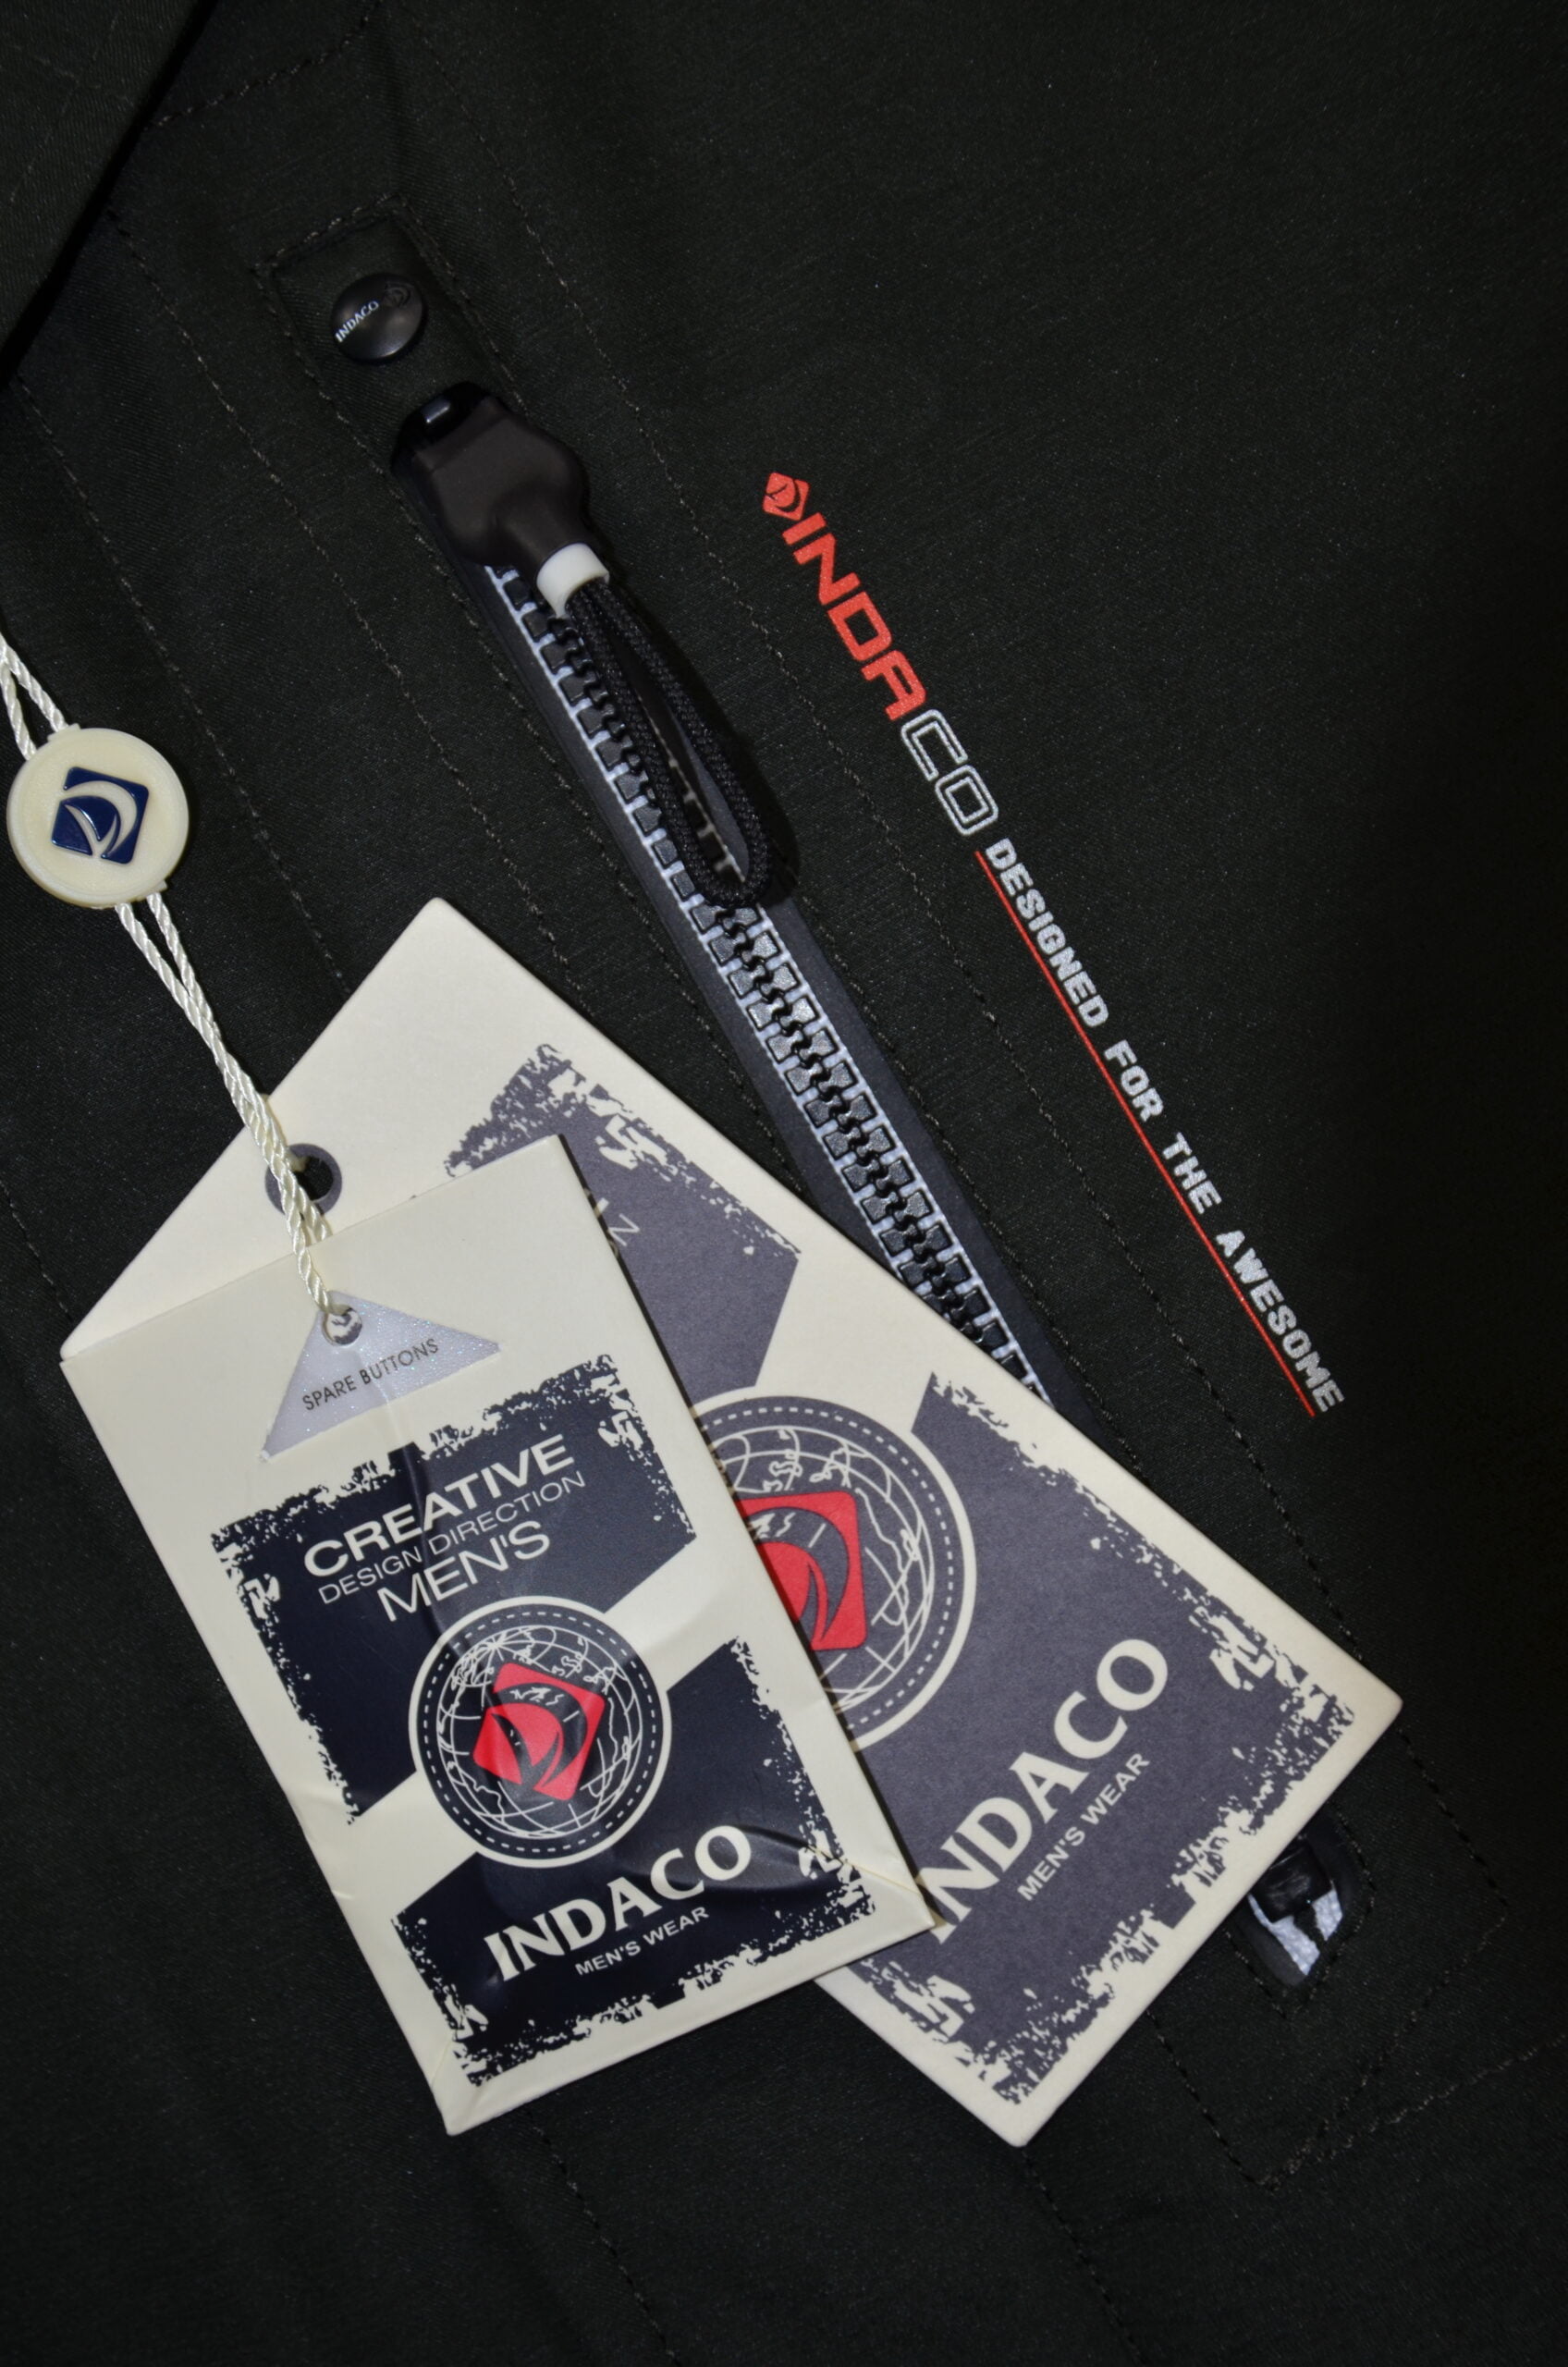 INDACO
INDACO DESIGNED FOR THE AWESOME
SPARE BUTTONS
CREATIVE
DESIGN DIRECTION
MEN'S
INDACO
MEN'S WEAR
INDACO
MEN'S WEAR